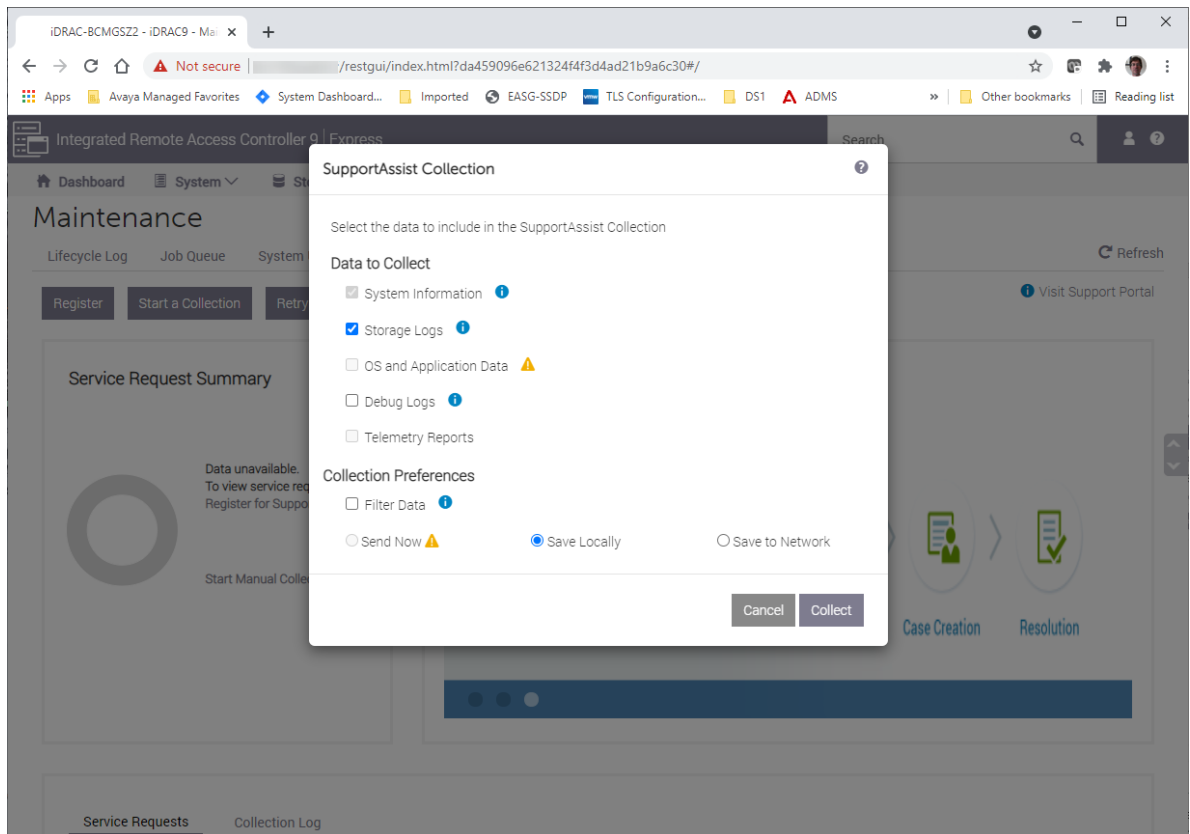 iDRAC-BCMGSZ2 - iDRAC9 - Mai
Not secure /restgui/index.html?da459096e621324f4f3d4ad21b9a6c30#/
Apps Avaya Managed Favorites System Dashboard... Imported EASG-SSDP TLS Configuration... DS1 ADMS » Other bookmarks Reading list
Integrated Remote Access Controller 9 | Express Search
Dashboard System
Maintenance
Lifecycle Log Job Queue System Refresh
Register Start a Collection Retry Visit Support Portal
SupportAssist Collection
Select the data to include in the SupportAssist Collection
Data to Collect
System Information
Storage Logs
OS and Application Data
Debug Logs
Telemetry Reports
Collection Preferences
Filter Data
Send Now Save Locally Save to Network
Cancel Collect
Service Request Summary
Data unavailable.
To view service req
Register for Suppo
Start Manual Colle
Case Creation Resolution
Service Requests Collection Log